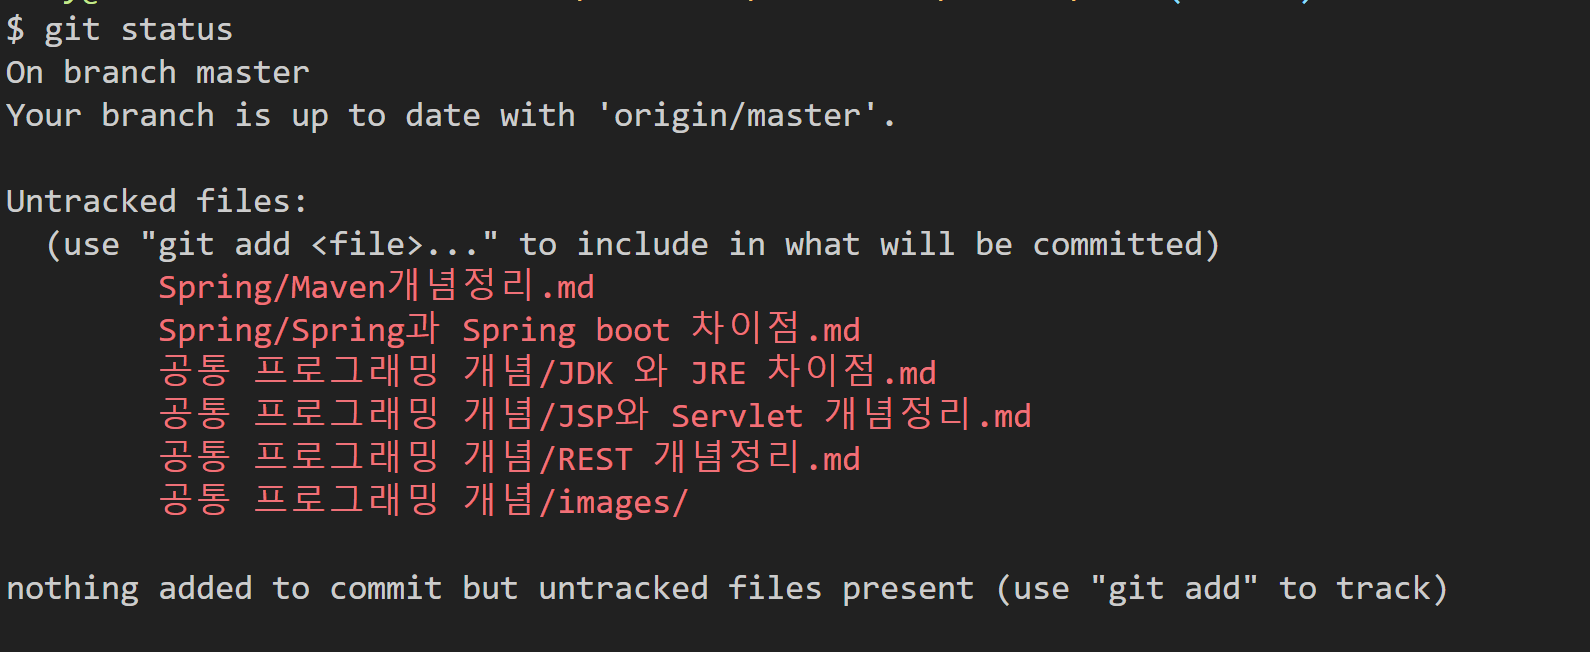 $ git status
On branch master
Your branch is up to date with 'origin/master'.
Untracked files:
(use "git add <file>..." to include in what will be committed)
Spring/Maven개념정리.md
Spring/Spring과 Spring boot 차이점.md
공통 프로그래밍 개념/JDK 와 JRE 차이점.md
공통 프로그래밍 개념/JSP와 Servlet 개념정리.md
공통 프로그래밍 개념/REST 개념정리.md
공통 프로그래밍 개념/images/
nothing added to commit but untracked files present (use "git add" to track)